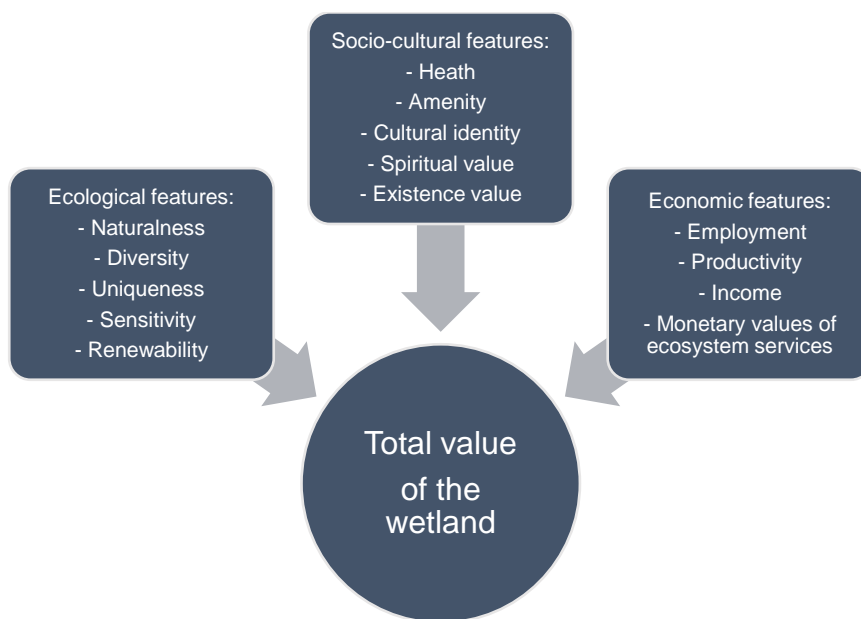 Socio-cultural features:
- Heath
- Amenity
- Cultural identity
- Spiritual value
- Existence value
Ecological features:
- Naturalness
- Diversity
- Uniqueness
- Sensitivity
- Renewability
Economic features:
- Employment
- Productivity
- Income
- Monetary values of
ecosystem services
Total value
of the
wetland